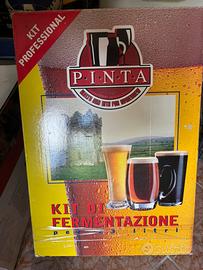 KIT
PROFESSIONAL
PINTA
KIT DI
FERMENTAZIONE
litri